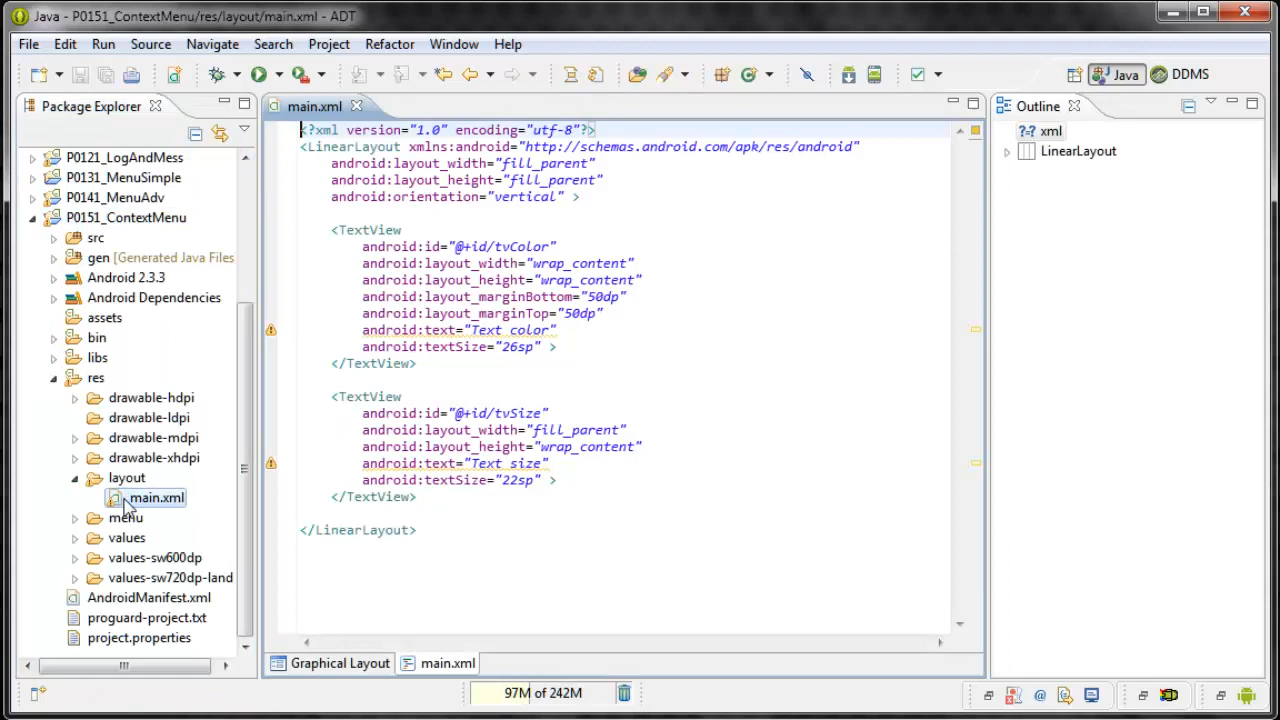 Java - P0151_ContextMenu/res/layout/main.xml - ADT
File Edit Run Source Navigate Search Project Refactor Window Help
Java DDMS
Package Explorer
P0121_LogAndMess
P0131_MenuSimple
P0141_MenuAdv
P0151_ContextMenu
src
gen [Generated Java Files
Android 2.3.3
Android Dependencies
assets
bin
libs
res
drawable-hdpi
drawable-ldpi
drawable-mdpi
drawable-xhdpi
layout
main.xml
menu
values
values-sw600dp
values-sw720dp-land
AndroidManifest.xml
proguard-project.txt
project.properties
main.xml
<?xml version="1.0" encoding="utf-8"?>
<LinearLayout xmlns:android="http://schemas.android.com/apk/res/android"
android:layout_width="fill_parent"
android:layout_height="fill_parent"
android:orientation="vertical" >
<TextView
android:id="@+id/tvColor"
android:layout_width="wrap_content"
android:layout_height="wrap_content"
android:layout_marginBottom="50dp"
android:layout_marginTop="50dp"
android:text="Text color"
android:textSize="26sp" >
</TextView>
<TextView
android:id="@+id/tvSize"
android:layout_width="fill_parent"
android:layout_height="wrap_content"
android:text="Text size"
android:textSize="22sp" >
</TextView>
</LinearLayout>
Graphical Layout main.xml
Outline
xml
LinearLayout
97M of 242M